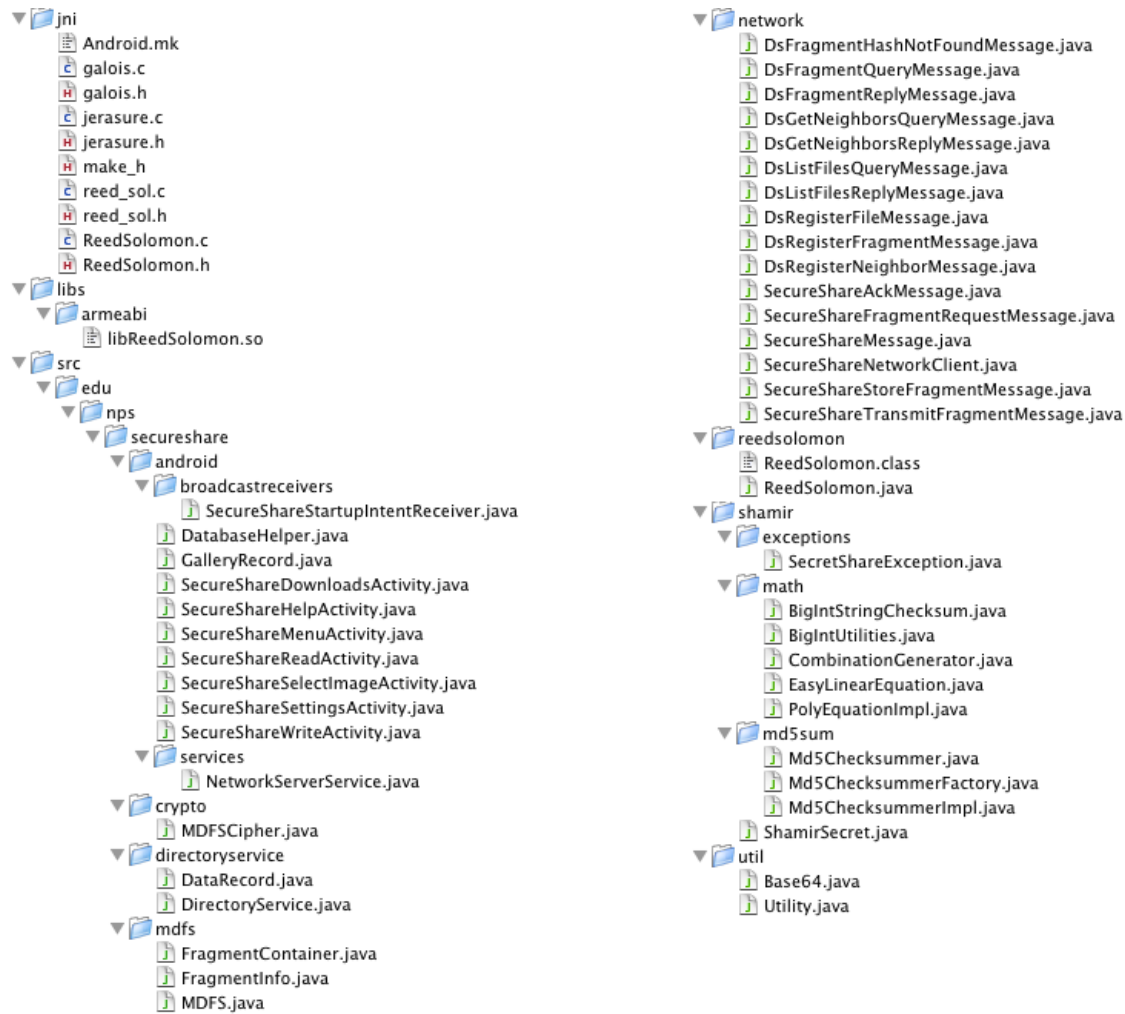 jni
Android.mk
galois.c
galois.h
jerasure.c
jerasure.h
make_h
reed_sol.c
reed_sol.h
ReedSolomon.c
ReedSolomon.h
libs
armeabi
libReedSolomon.so
src
edu
nps
secureshare
android
broadcastreceivers
SecureShareStartupIntentReceiver.java
DatabaseHelper.java
GalleryRecord.java
SecureShareDownloadsActivity.java
SecureShareHelpActivity.java
SecureShareMenuActivity.java
SecureShareReadActivity.java
SecureShareSelectImageActivity.java
SecureShareSettingsActivity.java
SecureShareWriteActivity.java
services
NetworkServerService.java
crypto
MDFSCipher.java
directoryservice
DataRecord.java
DirectoryService.java
mdfs
FragmentContainer.java
FragmentInfo.java
MDFS.java
network
DsFragmentHashNotFoundMessage.java
DsFragmentQueryMessage.java
DsFragmentReplyMessage.java
DsGetNeighborsQueryMessage.java
DsGetNeighborsReplyMessage.java
DsListFilesQueryMessage.java
DsListFilesReplyMessage.java
DsRegisterFileMessage.java
DsRegisterFragmentMessage.java
DsRegisterNeighborMessage.java
SecureShareAckMessage.java
SecureShareFragmentRequestMessage.java
SecureShareMessage.java
SecureShareNetworkClient.java
SecureShareStoreFragmentMessage.java
SecureShareTransmitFragmentMessage.java
reedsolomon
ReedSolomon.class
ReedSolomon.java
shamir
exceptions
SecretShareException.java
math
BigIntStringChecksum.java
BigIntUtilities.java
CombinationGenerator.java
EasyLinearEquation.java
PolyEquationImpl.java
md5sum
Md5Checksummer.java
Md5ChecksummerFactory.java
Md5ChecksummerImpl.java
ShamirSecret.java
util
Base64.java
Utility.java